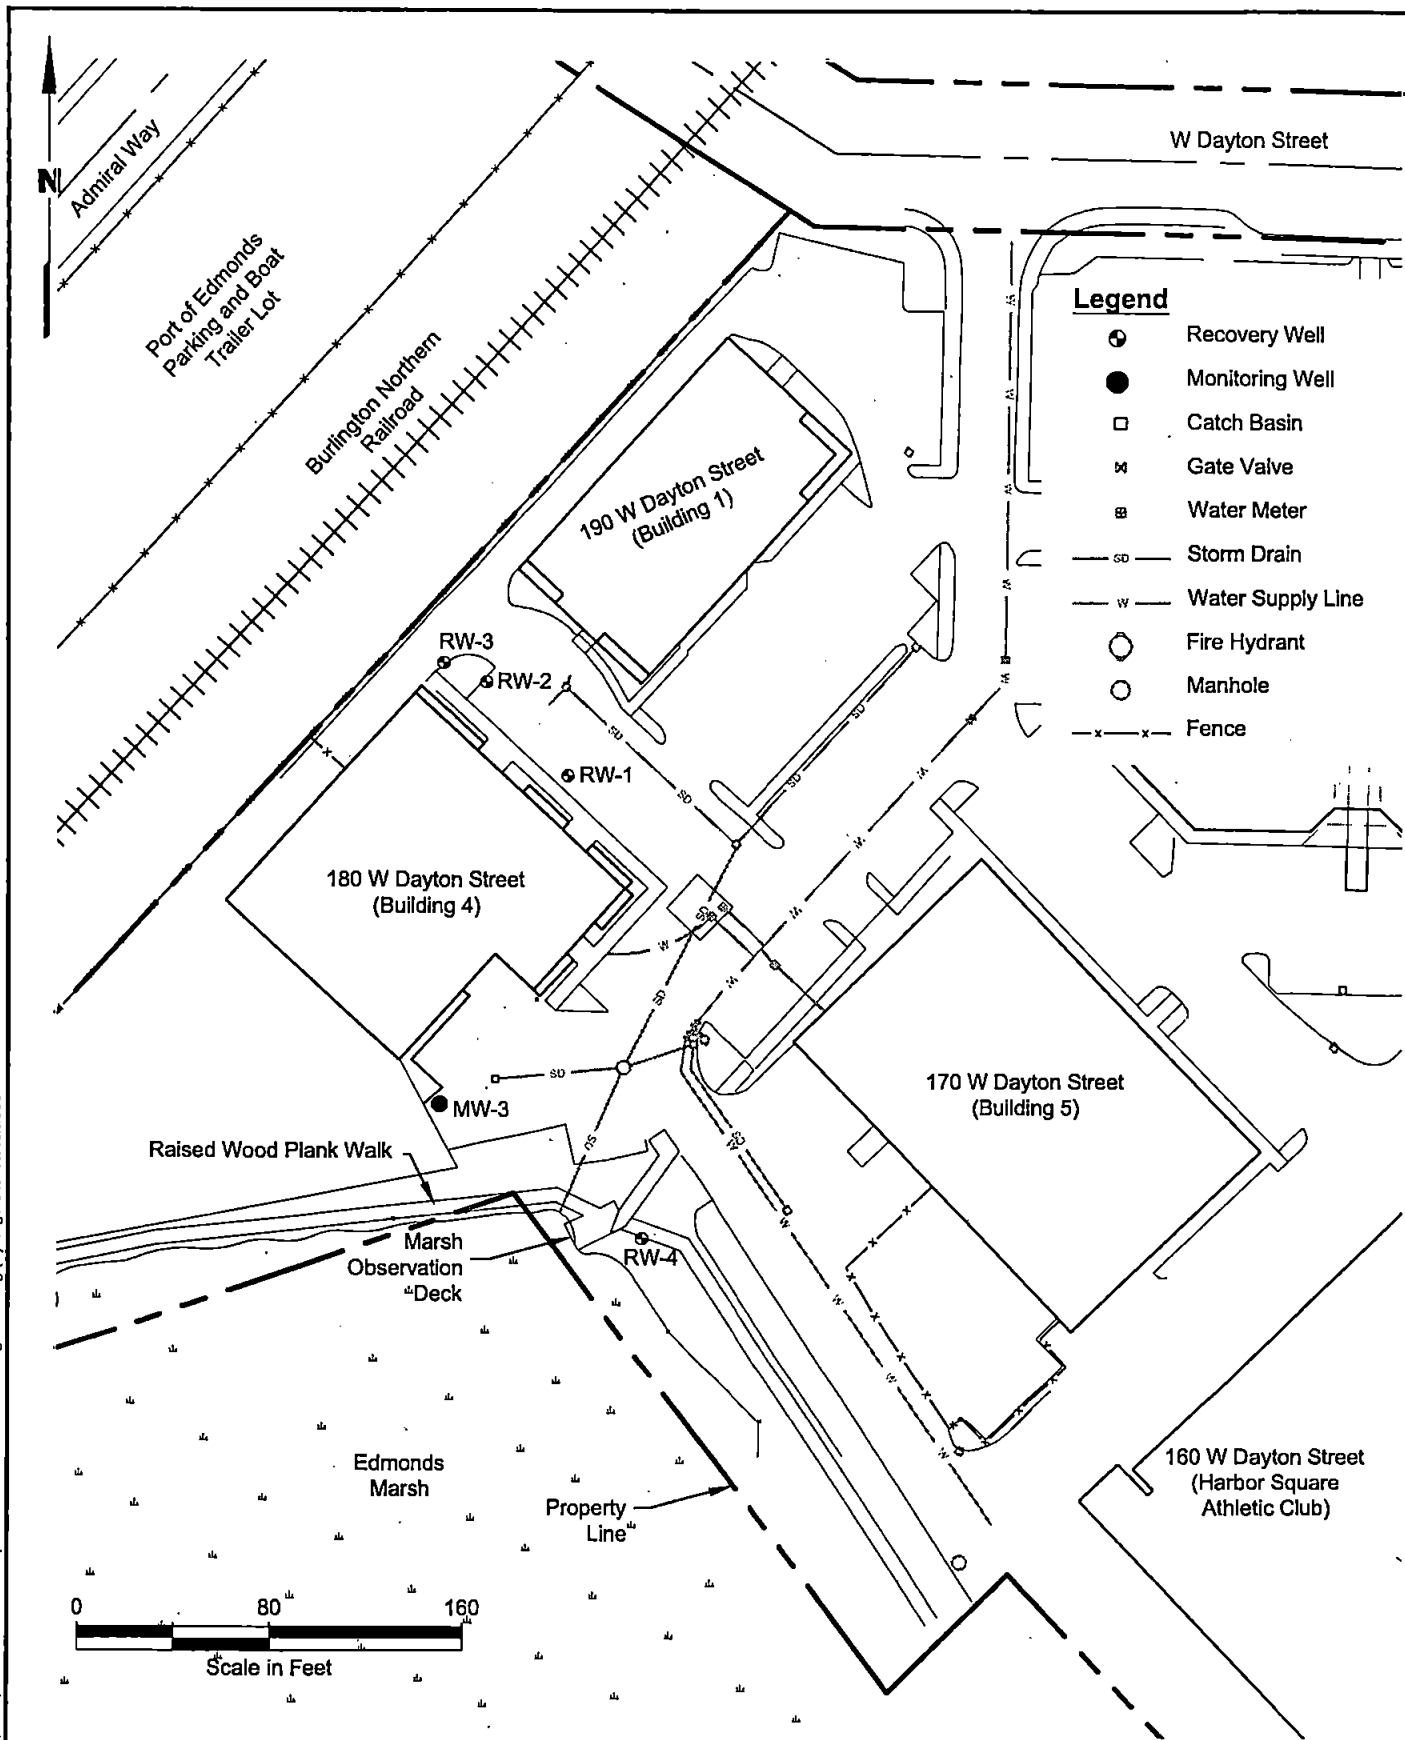 W Dayton Street
N
Admiral Way
Port of Edmonds
Parking and Boat
Trailer Lot
Burlington Northern
Railroad
Legend
Recovery Well
Monitoring Well
Catch Basin
Gate Valve
Water Meter
SD Storm Drain
W Water Supply Line
Fire Hydrant
Manhole
x x Fence
190 W Dayton Street
(Building 1)
RW-3
RW-2
RW-1
180 W Dayton Street
(Building 4)
170 W Dayton Street
(Building 5)
MW-3
Raised Wood Plank Walk
Marsh
Observation
Deck
RW-4
Edmonds
Marsh
Property
Line
160 W Dayton Street
(Harbor Square
Athletic Club)
0 80 160
Scale in Feet